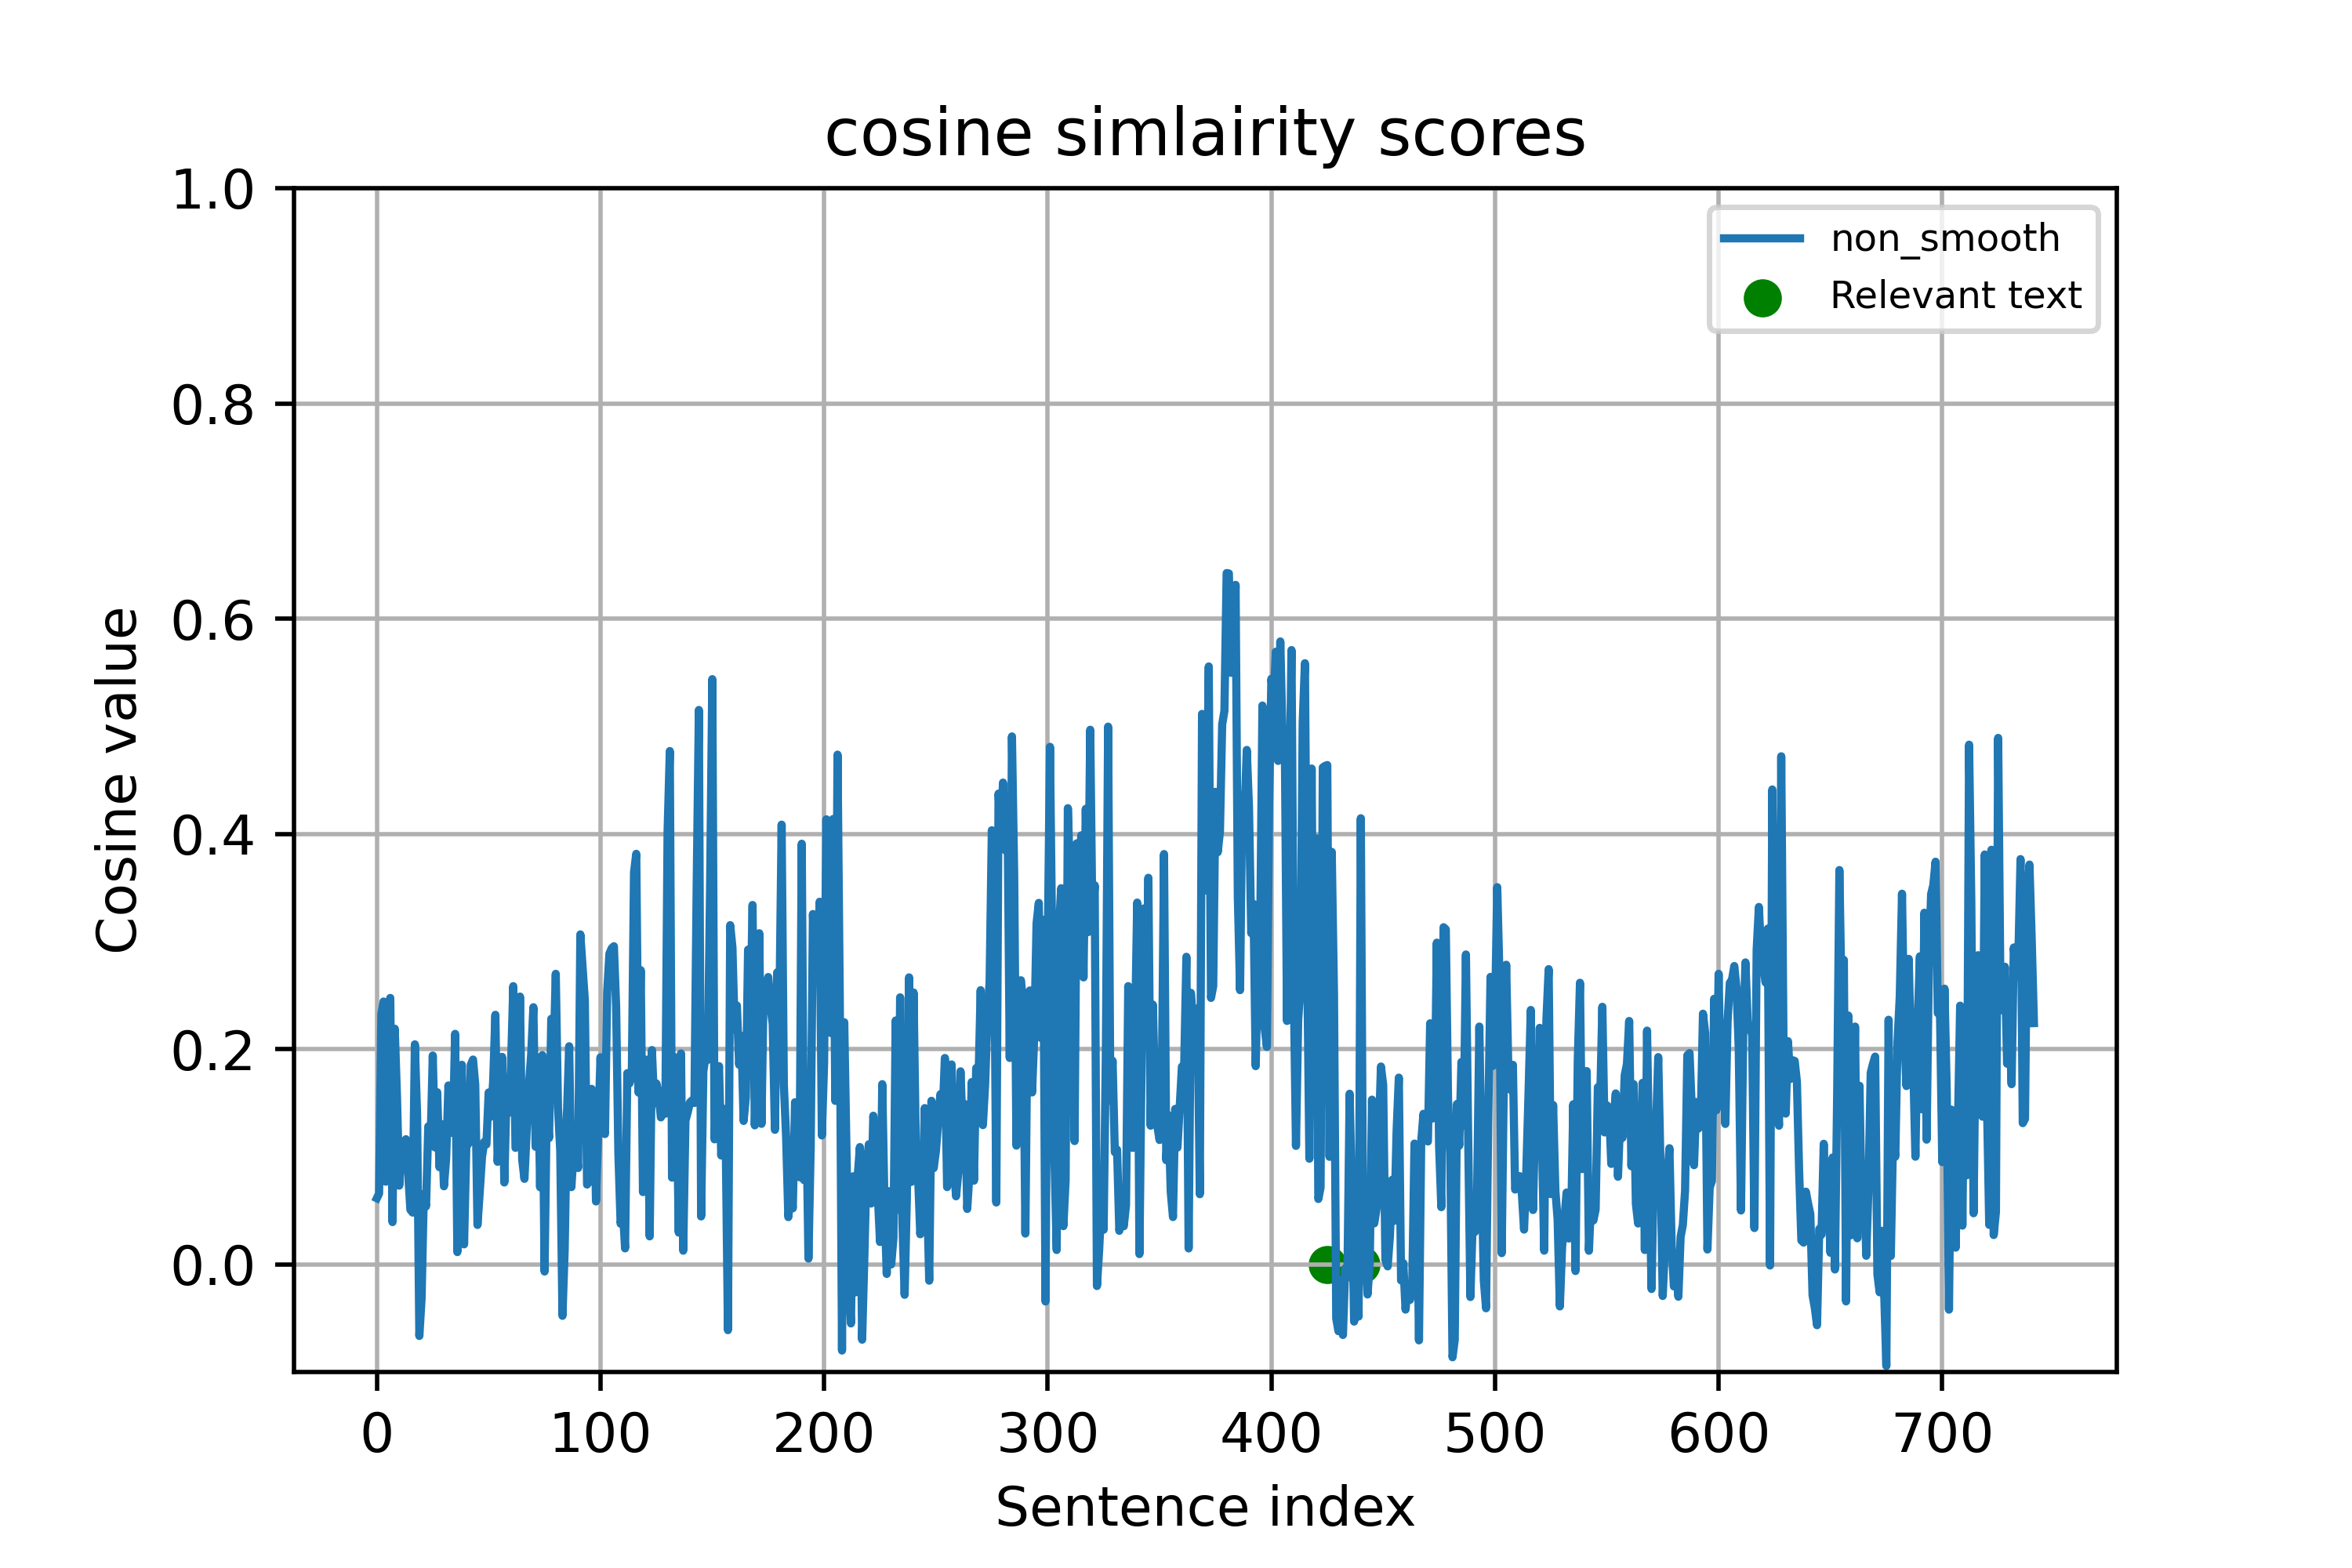 cosine simlairity scores
1.0
0.8
0.6
0.4
0.2
0.0
Cosine value
non_smooth
Relevant text
0 100 200 300 400 500 600 700
Sentence index